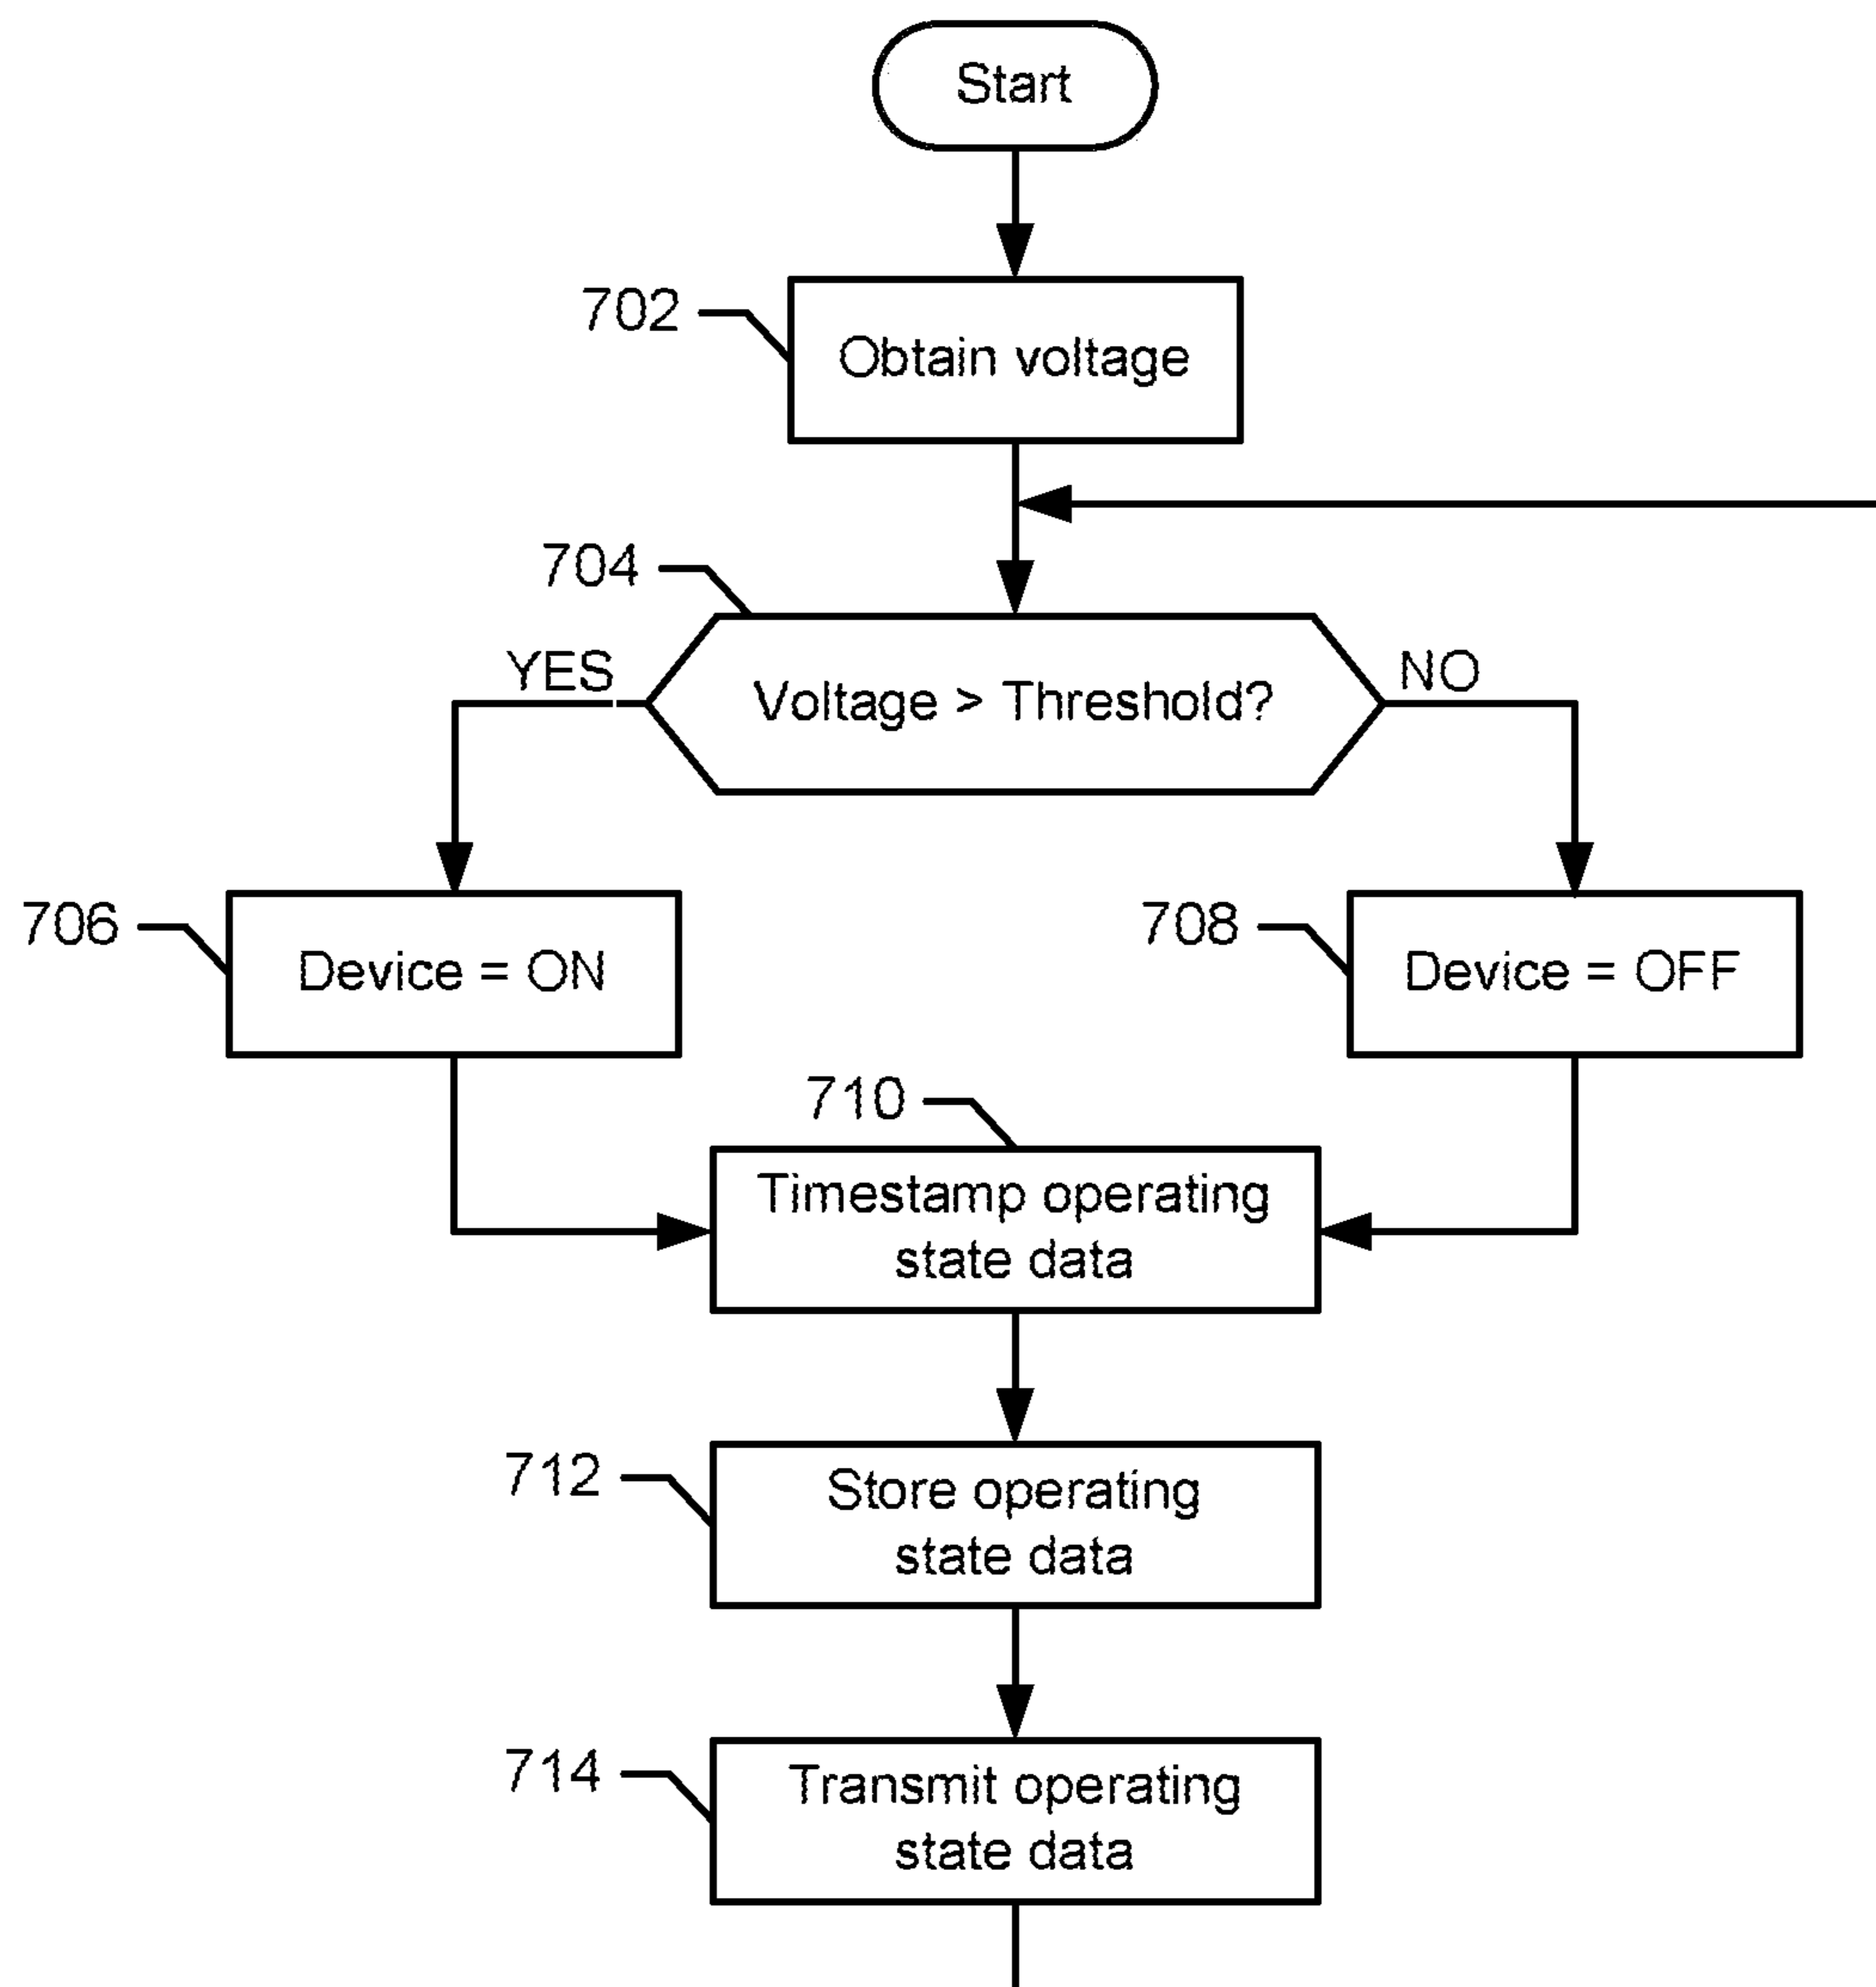 Start
702
Obtain voltage
704
YES
Voltage > Threshold?
NO
706
Device = ON
708
Device = OFF
710
Timestamp operating
state data
712
Store operating
state data
714
Transmit operating
state data